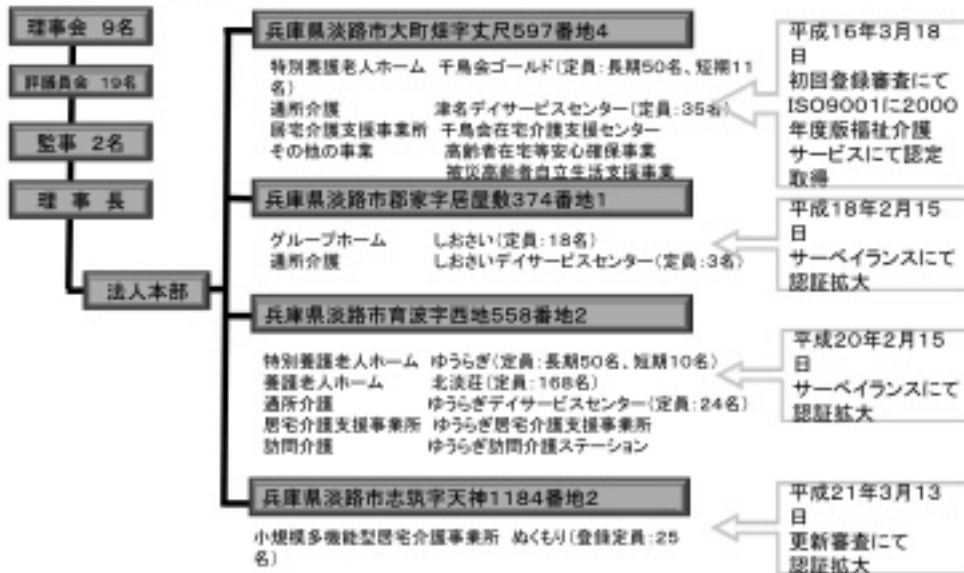 理事会 9名
評議員会 19名
監事 2名
理 事 長
法人本部
兵庫県淡路市大町畑字丈尺597番地4
特別養護老人ホーム 千鳥会ゴールド(定員:長期50名、短期11
名)
通所介護 津名デイサービスセンター(定員:35名)
居宅介護支援事業所 千鳥会在宅介護支援センター
その他の事業 高齢者在宅等安心確保事業
被災高齢者自立生活支援事業
平成16年3月18
日
初回登録審査にて
ISO9001に2000
年度版福祉介護
サービスにて認定
取得
兵庫県淡路市郡家字居屋敷374番地1
グループホーム しおさい(定員:18名)
通所介護 しおさいデイサービスセンター(定員:3名)
平成18年2月15
日
サーベイランスにて
認証拡大
兵庫県淡路市育波字西地558番地2
特別養護老人ホーム ゆうらぎ(定員:長期50名、短期10名)
養護老人ホーム 北淡荘(定員:168名)
通所介護 ゆうらぎデイサービスセンター(定員:24名)
居宅介護支援事業所 ゆうらぎ居宅介護支援事業所
訪問介護 ゆうらぎ訪問介護ステーション
平成20年2月15
日
サーベイランスにて
認証拡大
兵庫県淡路市志筑字天神1184番地2
小規模多機能型居宅介護事業所 ぬくもり(登録定員:25
名)
平成21年3月13
日
更新審査にて
認証拡大